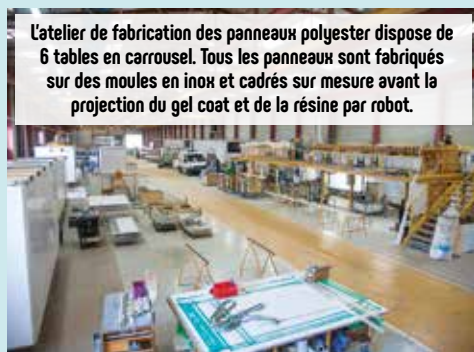 L'atelier de fabrication des panneaux polyester dispose de
6 tables en carrousel. Tous les panneaux sont fabriqués
sur des moules en inox et cadrés sur mesure avant la
projection du gel coat et de la résine par robot.